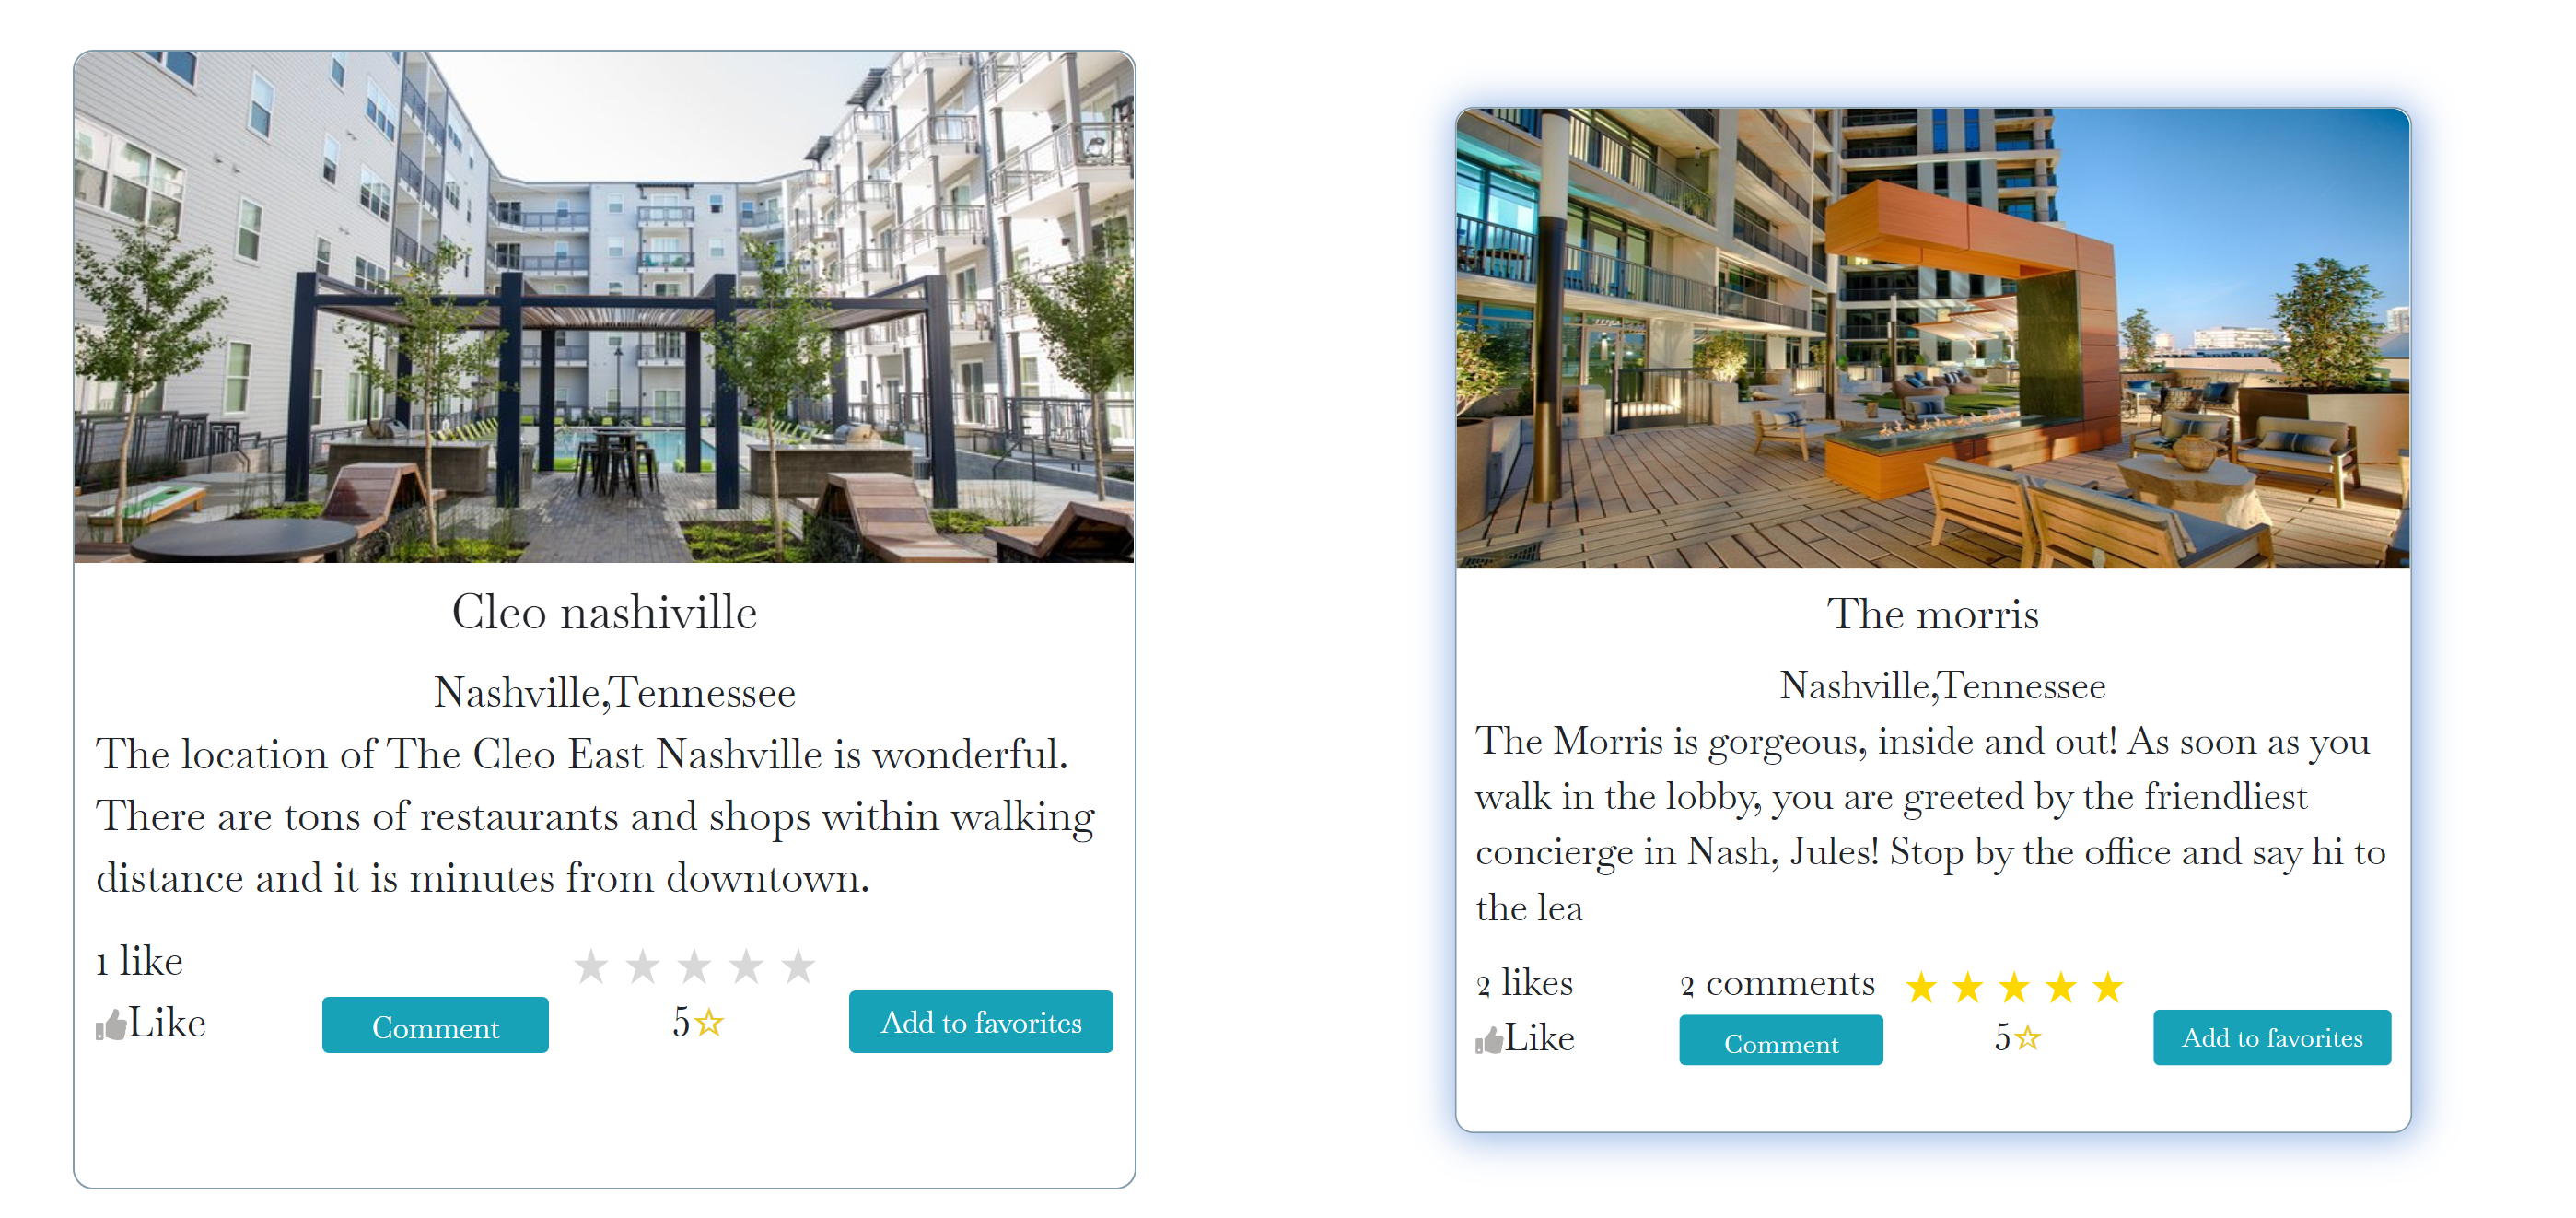 Cleo nashiville
Nashville,Tennessee
The location of The Cleo East Nashville is wonderful.
There are tons of restaurants and shops within walking
distance and it is minutes from downtown.
1 like
★ ★ ★ ★ ★
Like
Comment
5☆
Add to favorites
The morris
Nashville,Tennessee
The Morris is gorgeous, inside and out! As soon as you
walk in the lobby, you are greeted by the friendliest
concierge in Nash, Jules! Stop by the office and say hi to
the lea
2 likes
2 comments
★ ★ ★ ★ ★
Like
Comment
5☆
Add to favorites